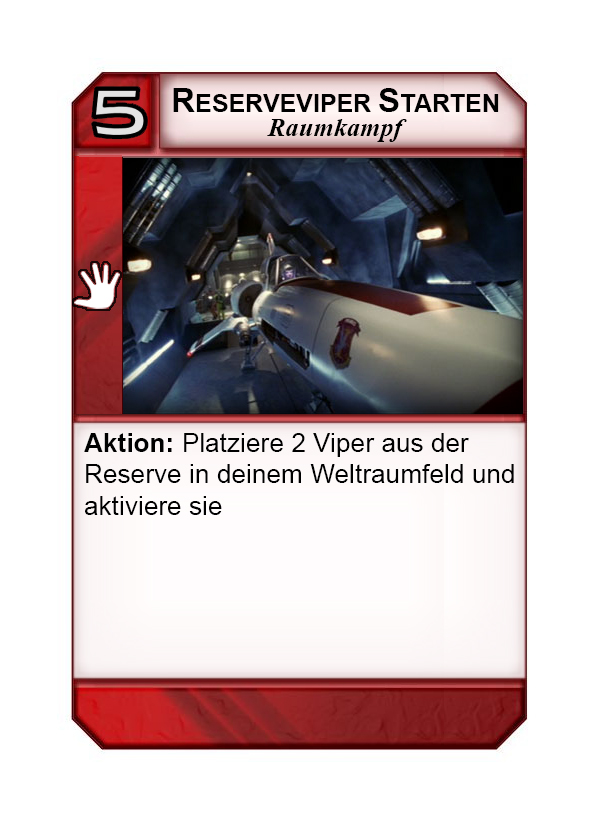 5
RESERVEVIPER STARTEN
Raumkampf
Aktion: Platziere 2 Viper aus der
Reserve in deinem Weltraumfeld und
aktiviere sie